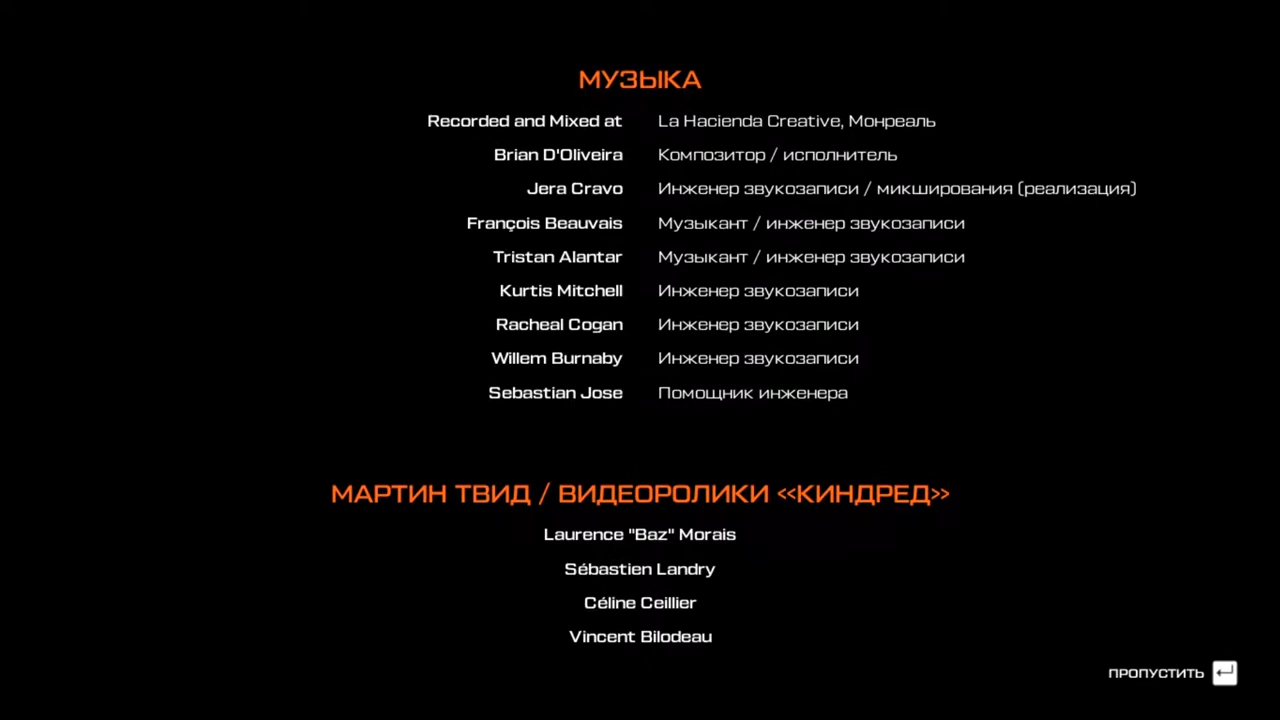 МУЗЫКА
Recorded and Mixed at La Hacienda Creative, Монреаль
Brian D'Oliveira Композитор / исполнитель
Jera Cravo Инженер звукозаписи / микширования (реализация)
François Beauvais Музыкант / инженер звукозаписи
Tristan Alantar Музыкант / инженер звукозаписи
Kurtis Mitchell Инженер звукозаписи
Racheal Cogan Инженер звукозаписи
Willem Burnaby Инженер звукозаписи
Sebastian Jose Помощник инженера
МАРТИН ТВИД / ВИДЕОРОЛИКИ <<КИНДРЕД>>
Laurence "Baz" Morais
Sébastien Landry
Céline Ceillier
Vincent Bilodeau
ПРОПУСТИТЬ